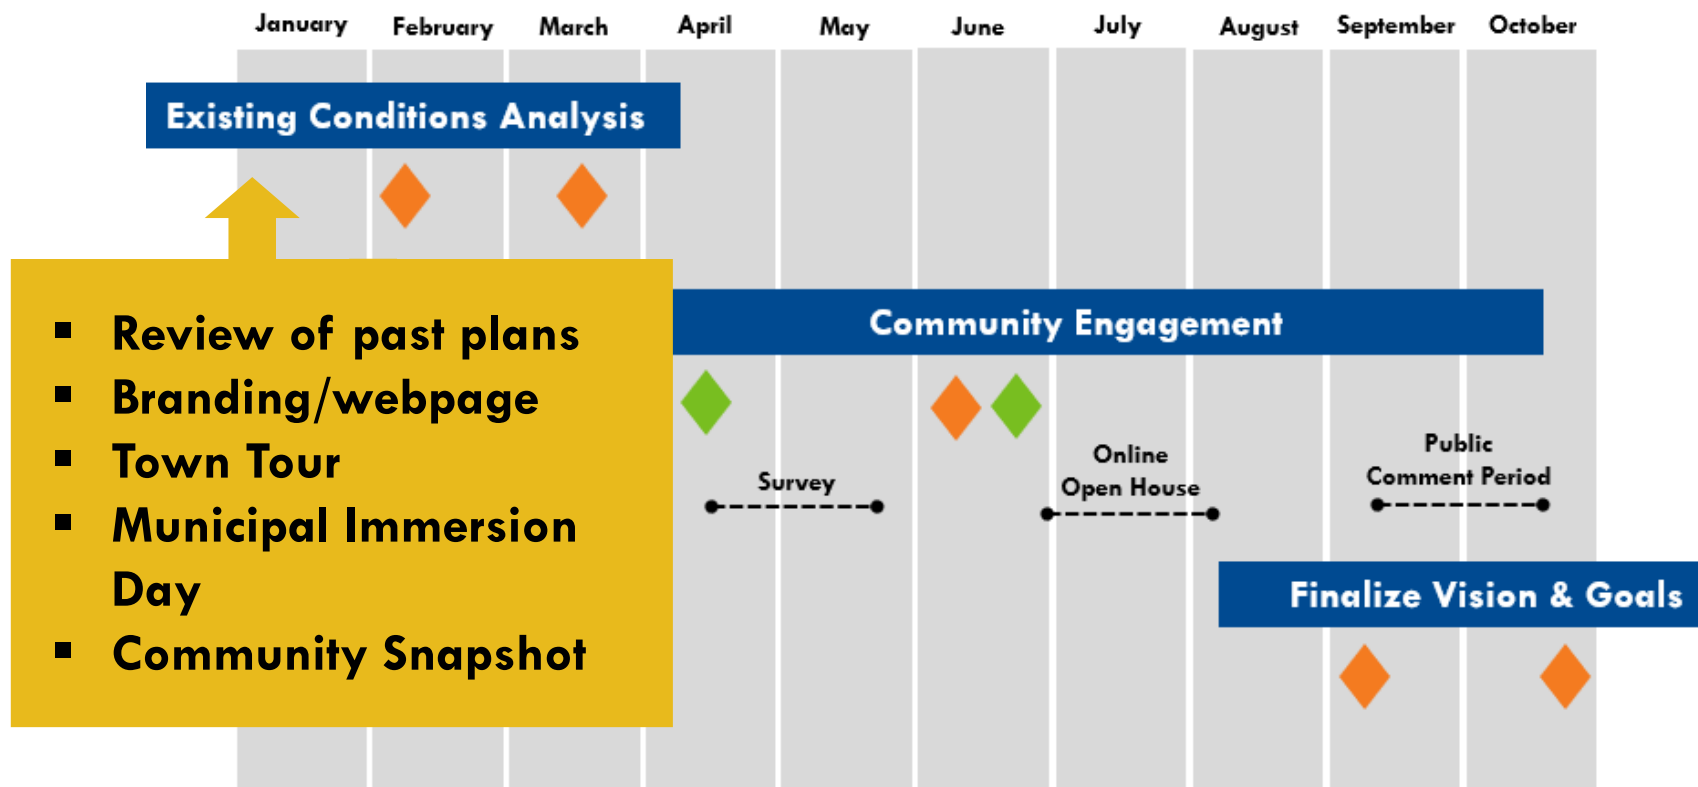 January February March April May June July August September October
Existing Conditions Analysis
▪ Review of past plans
▪ Branding/webpage
▪ Town Tour
▪ Municipal Immersion
Day
▪ Community Snapshot
Community Engagement
Survey
Online
Open House
Public
Comment Period
Finalize Vision & Goals